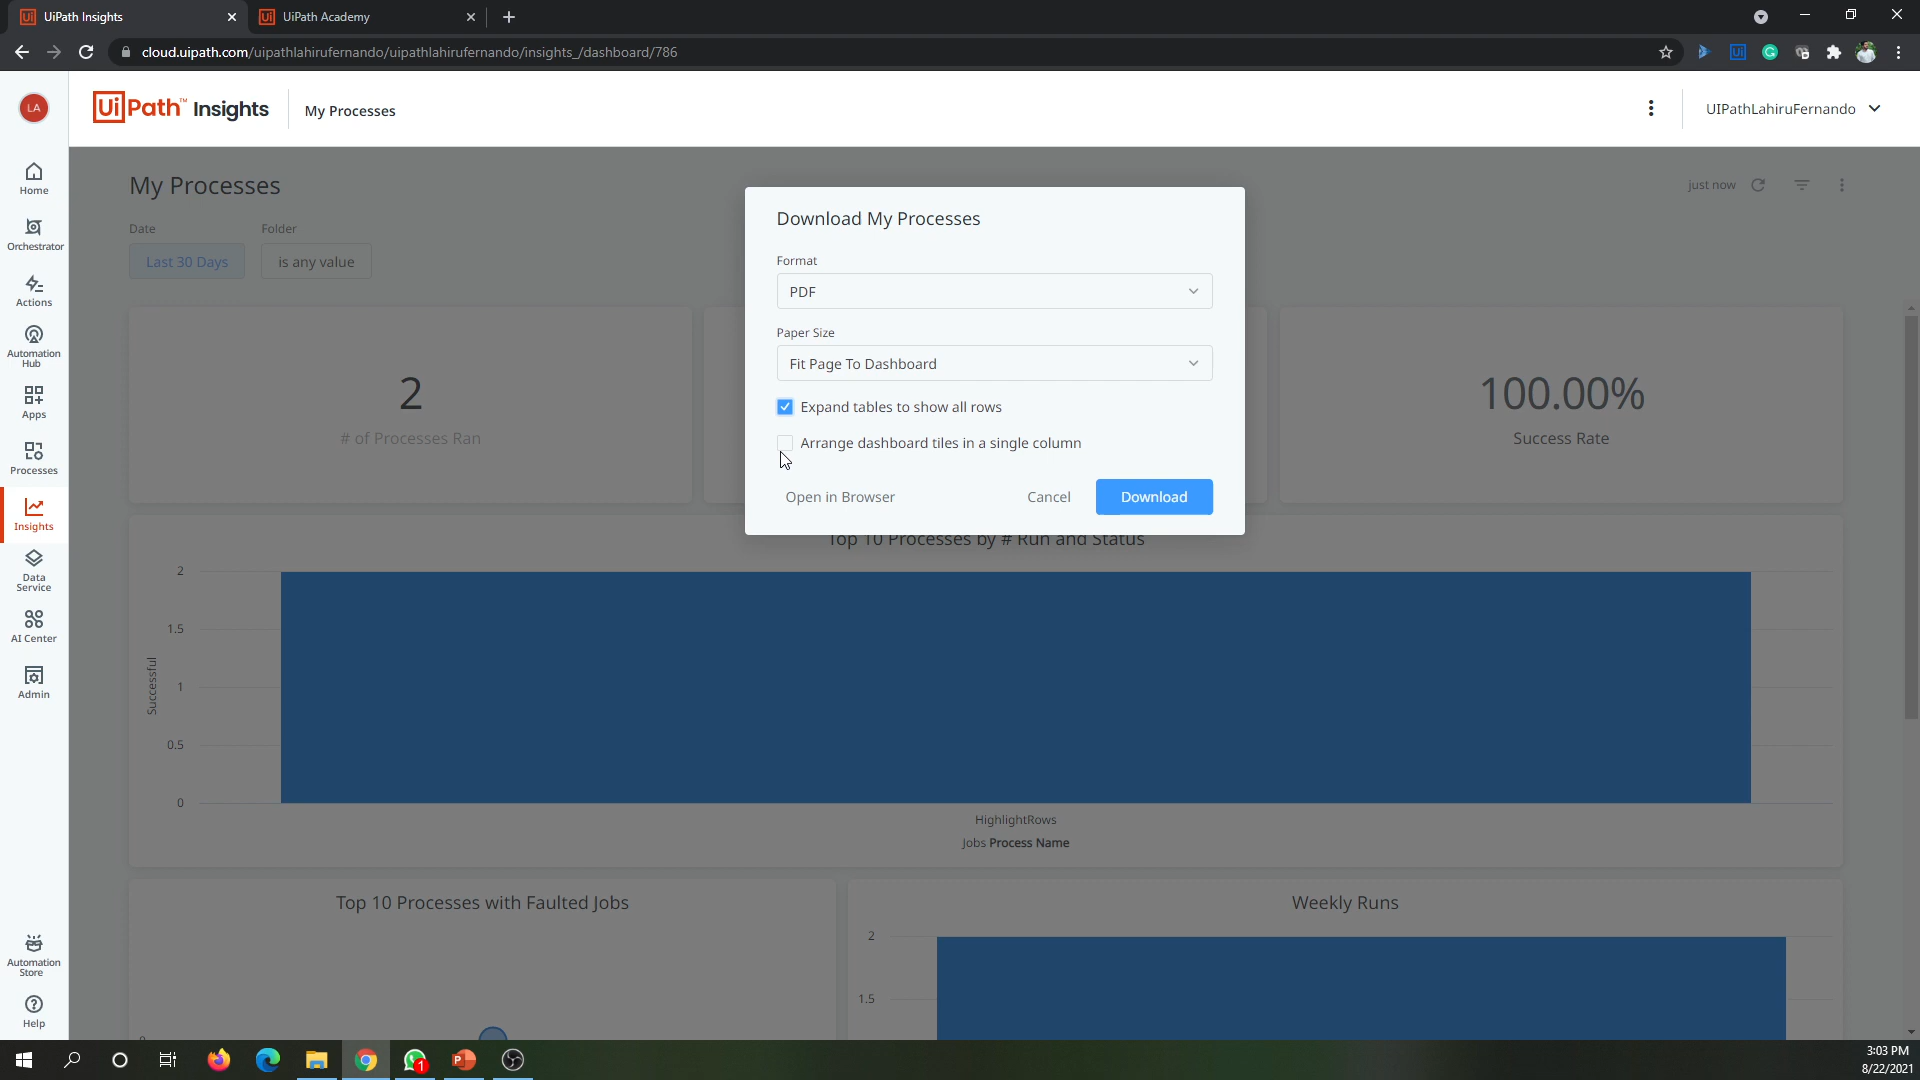 UiPath Insights
UiPath Academy
cloud.uipath.com/uipathlahirufernando/uipathlahirufernando/insights_/dashboard/786
LA
UiPath™ Insights
My Processes
UIPathLahiruFernando
Home
Orchestrator
Actions
Automation
Hub
Apps
Processes
Insights
Data
Service
AI Center
Admin
Automation
Store
Help
My Processes
just now
Date
Folder
Last 30 Days
is any value
2
# of Processes Ran
100.00%
Success Rate
Download My Processes
Format
PDF
Paper Size
Fit Page To Dashboard
Expand tables to show all rows
Arrange dashboard tiles in a single column
Open in Browser
Cancel
Download
Top 10 Processes by # Run and Status
2
1.5
1
0.5
0
Successful
HighlightRows
Jobs Process Name
Top 10 Processes with Faulted Jobs
Weekly Runs
2
1.5
1
3:03 PM
8/22/2021